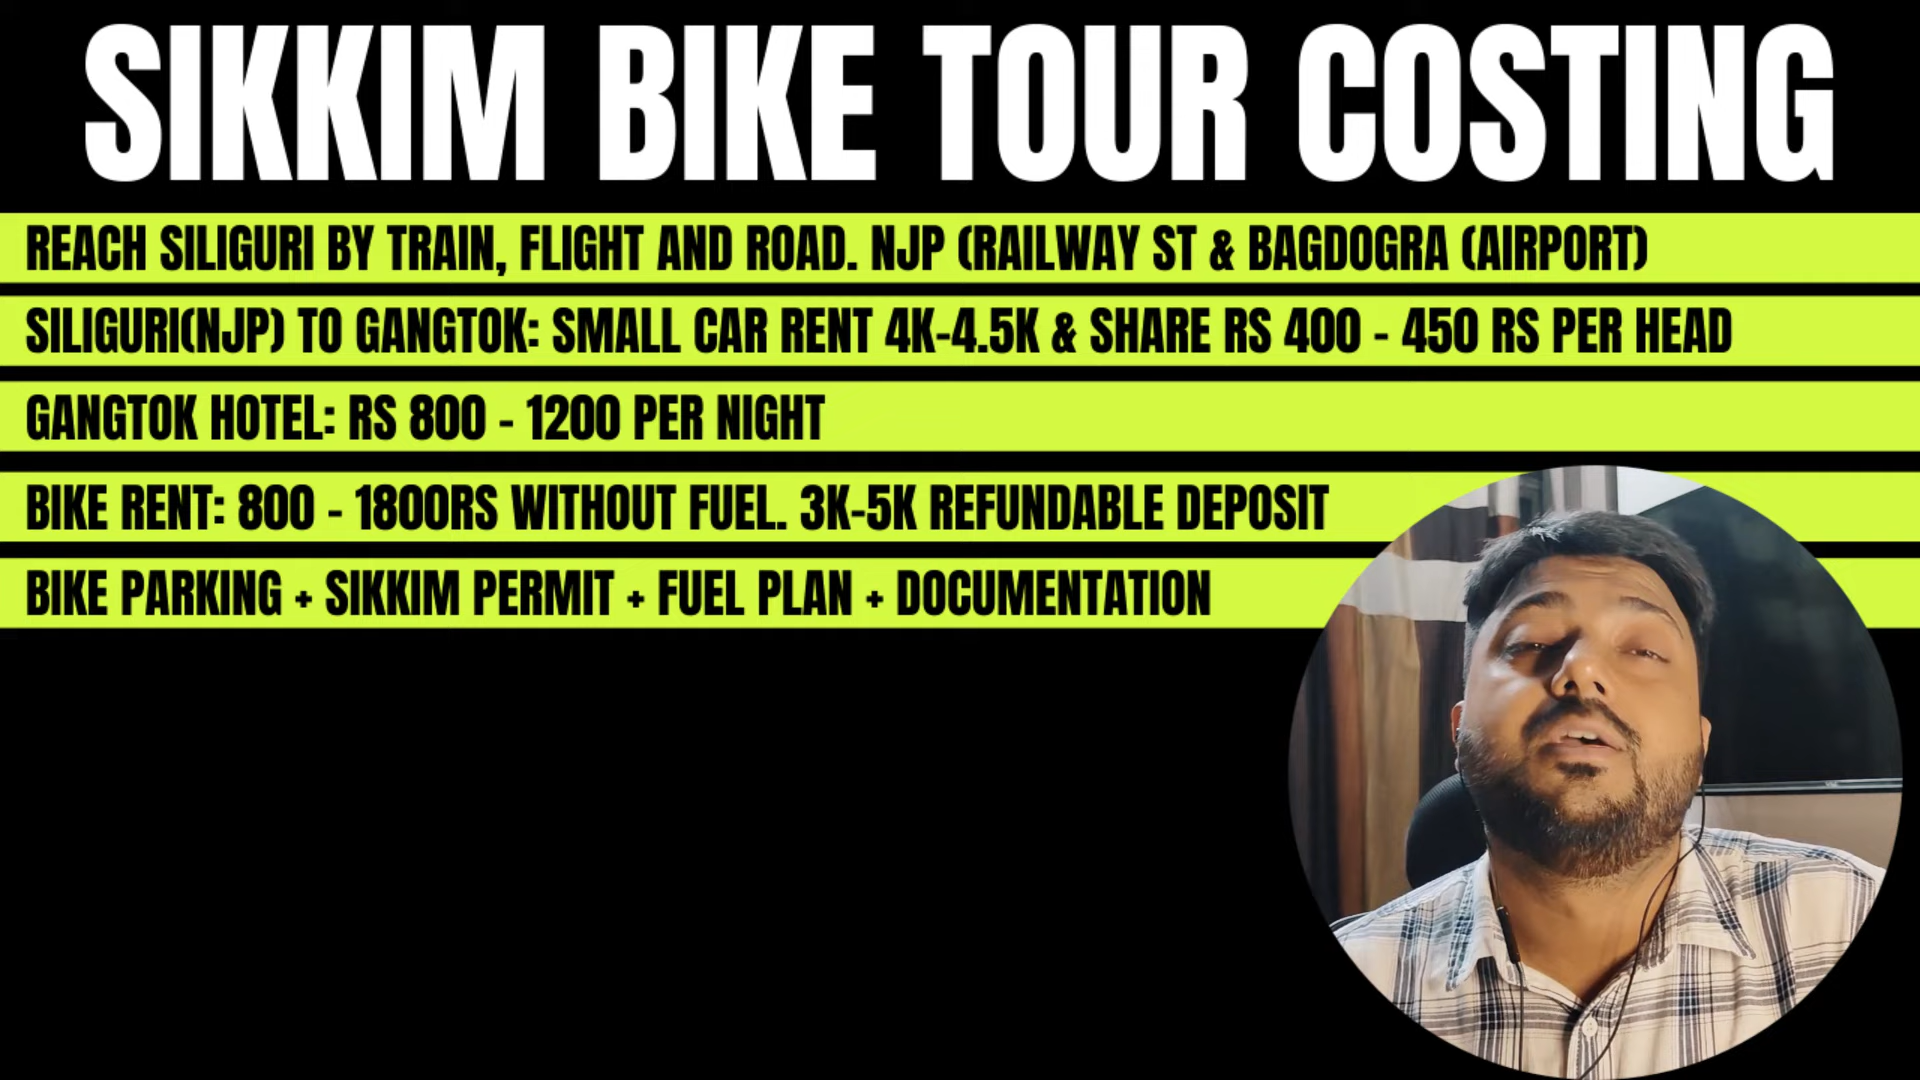 SIKKIM BIKE TOUR COSTING
REACH SILIGURI BY TRAIN, FLIGHT AND ROAD. NJP (RAILWAY ST & BAGDOGRA (AIRPORT)
SILIGURI(NJP) TO GANGTOK: SMALL CAR RENT 4K-4.5K & SHARE RS 400 - 450 RS PER HEAD
GANGTOK HOTEL: RS 800 - 1200 PER NIGHT
BIKE RENT: 800 - 1800RS WITHOUT FUEL. 3K-5K REFUNDABLE DEPOSIT
BIKE PARKING + SIKKIM PERMIT + FUEL PLAN + DOCUMENTATION